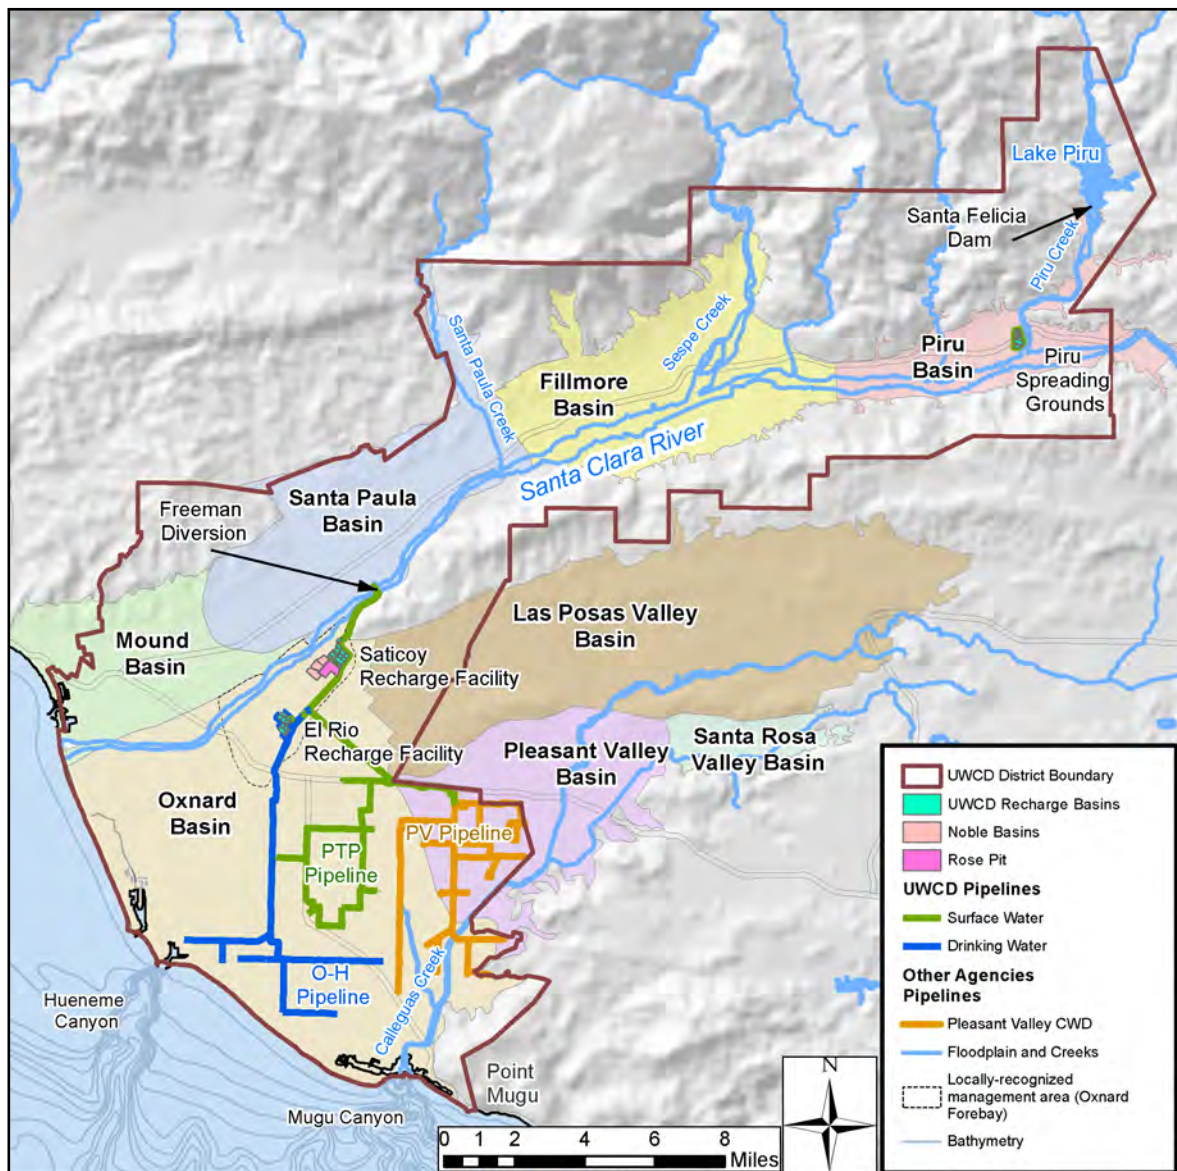 Lake Piru
Santa Felicia
Dam
Piru Creek
Santa Paula Creek
Sespe Creek
Fillmore
Basin
Piru
Basin
Piru
Spreading
Grounds
Santa Clara River
Freeman
Diversion
Santa Paula
Basin
Las Posas Valley
Basin
Mound
Basin
Saticoy
Recharge Facility
El Rio
Recharge Facility
Pleasant Valley
Basin
Santa Rosa
Valley Basin
Oxnard
Basin
PV Pipeline
PTP
Pipeline
O-H
Pipeline
Calleguas Creek
Hueneme
Canyon
Mugu Canyon
Point
Mugu
UWCD District Boundary
UWCD Recharge Basins
Noble Basins
Rose Pit
UWCD Pipelines
Surface Water
Drinking Water
Other Agencies
Pipelines
Pleasant Valley CWD
Floodplain and Creeks
Locally-recognized
management area (Oxnard
Forebay)
Bathymetry
N
0 1 2 4 6 8
Miles